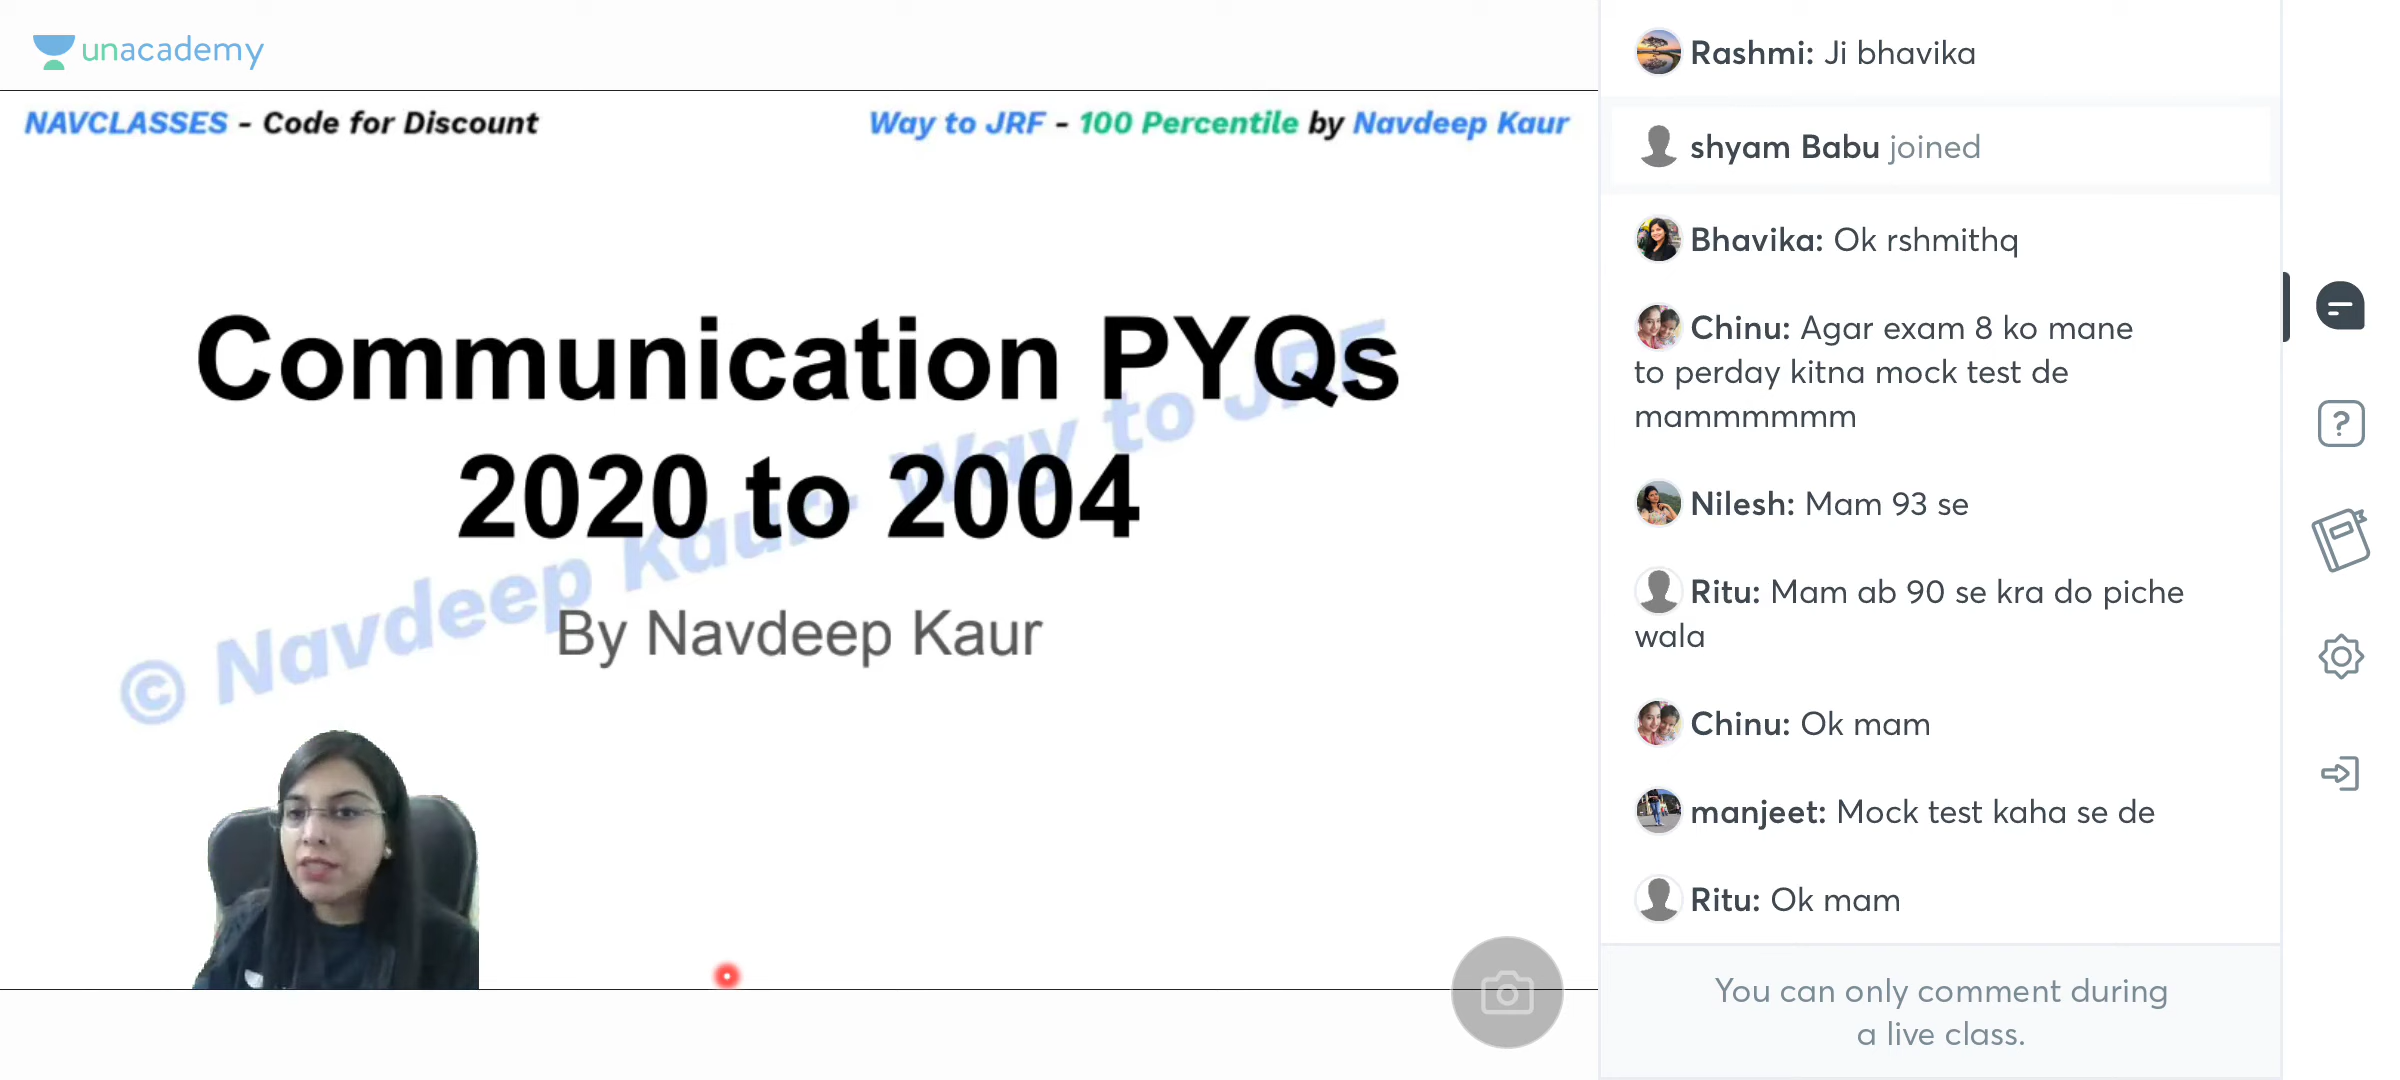 unacademy
NAVCLASSES - Code for Discount
Way to JRF - 100 Percentile by Navdeep Kaur
Communication PYQs
2020 to 2004
By Navdeep Kaur
© Navdeep Kaur- Way to JRF
Rashmi: Ji bhavika
shyam Babu joined
Bhavika: Ok rshmithq
Chinu: Agar exam 8 ko mane
to perday kitna mock test de
mammmmmm
Nilesh: Mam 93 se
Ritu: Mam ab 90 se kra do piche
wala
Chinu: Ok mam
manjeet: Mock test kaha se de
Ritu: Ok mam
You can only comment during
a live class.
?